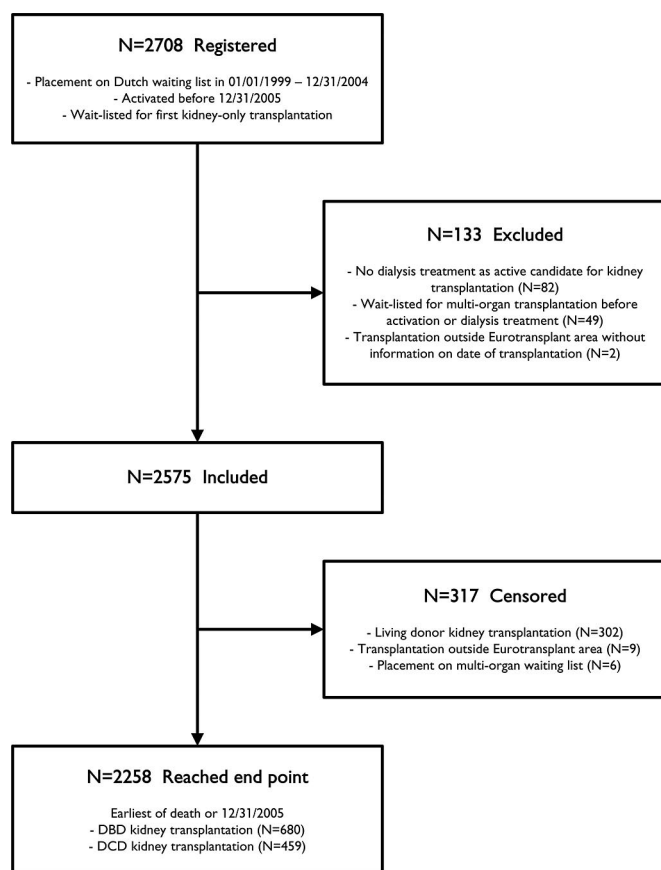 N=2708 Registered
- Placement on Dutch waiting list in 01/01/1999 – 12/31/2004
- Activated before 12/31/2005
- Wait-listed for first kidney-only transplantation
N=133 Excluded
- No dialysis treatment as active candidate for kidney
transplantation (N=82)
- Wait-listed for multi-organ transplantation before
activation or dialysis treatment (N=49)
- Transplantation outside Eurotransplant area without
information on date of transplantation (N=2)
N=2575 Included
N=317 Censored
- Living donor kidney transplantation (N=302)
- Transplantation outside Eurotransplant area (N=9)
- Placement on multi-organ waiting list (N=6)
N=2258 Reached end point
Earliest of death or 12/31/2005
- DBD kidney transplantation (N=680)
- DCD kidney transplantation (N=459)